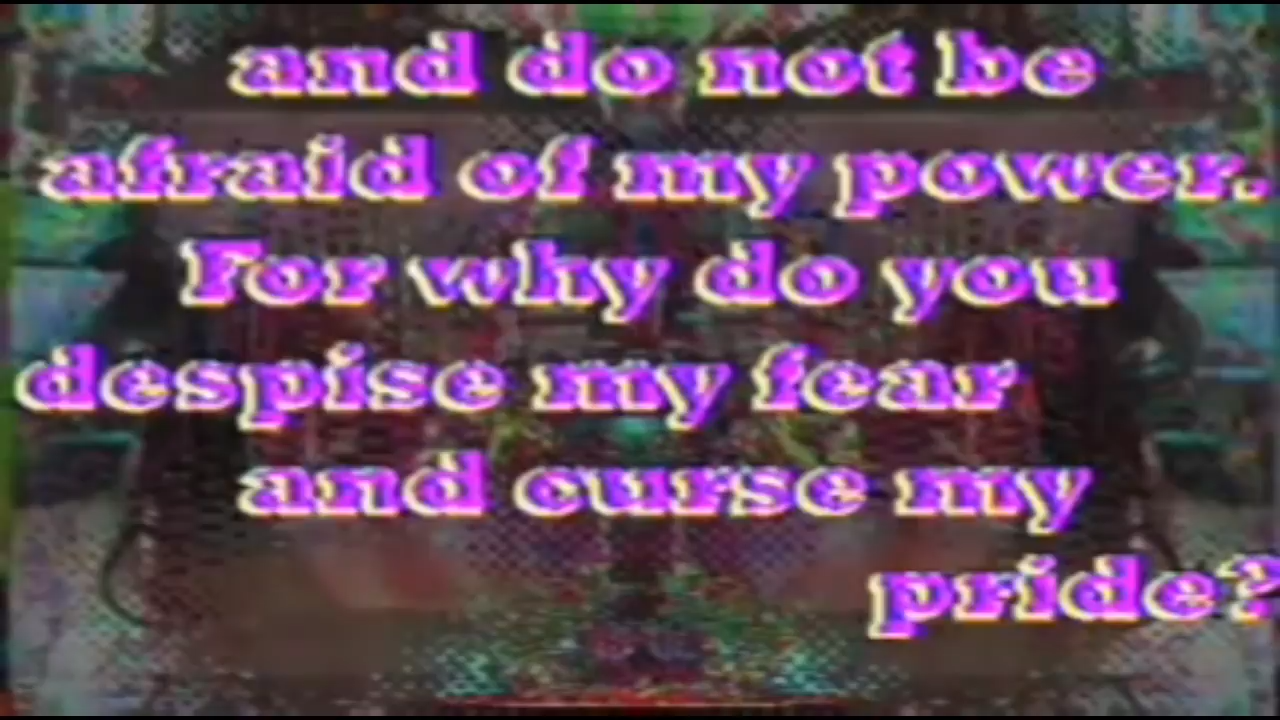 and do not be
afraid of my power.
For why do you
despise my fear
and curse my
pride?